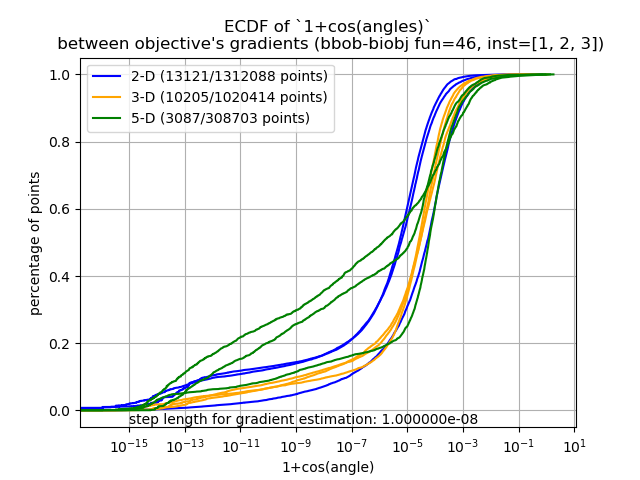 ECDF of `1+cos(angles)`
between objective's gradients (bbob-biobj fun=46, inst=[1, 2, 3])
2-D (13121/1312088 points)
3-D (10205/1020414 points)
5-D (3087/308703 points)
1.0
0.8
0.6
0.4
0.2
0.0
percentage of points
step length for gradient estimation: 1.000000e-08
10⁻¹⁵ 10⁻¹³ 10⁻¹¹ 10⁻⁹ 10⁻⁷ 10⁻⁵ 10⁻³ 10⁻¹ 10¹
1+cos(angle)